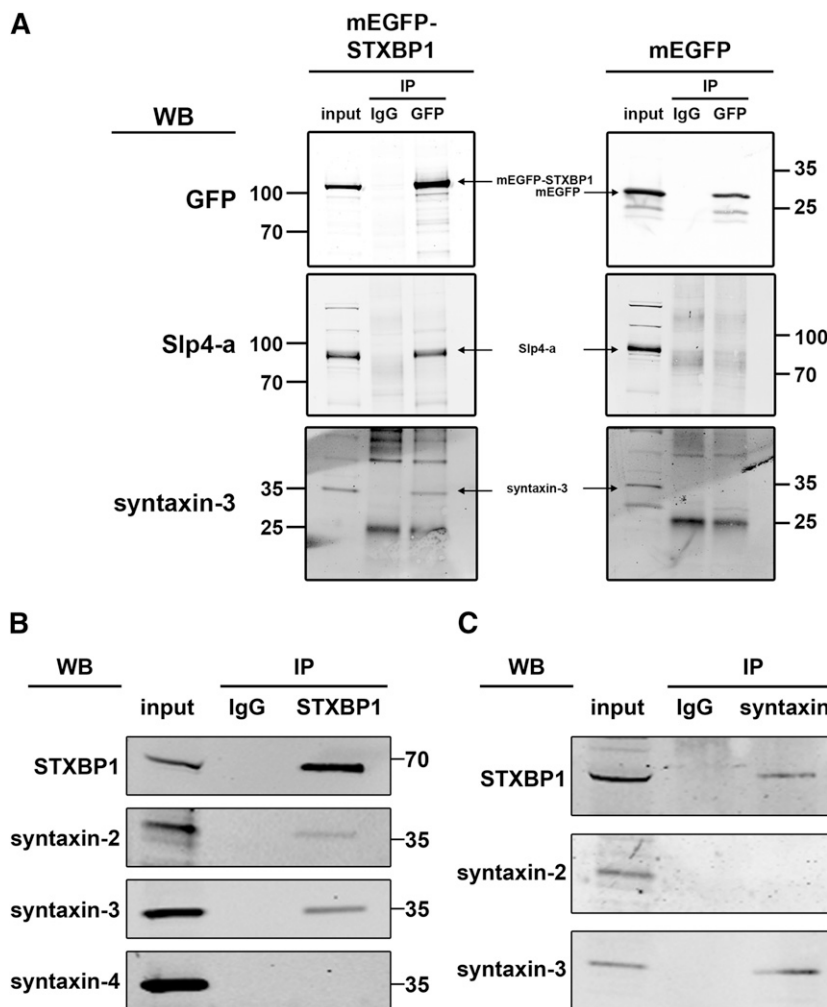 A
mEGFP-
STXBP1
mEGFP
IP
IP
WB
input IgG GFP
input IgG GFP
GFP
100
70
mEGFP-STXBP1
mEGFP
35
25
Slp4-a
100
70
Slp4-a
100
70
syntaxin-3
35
25
syntaxin-3
35
25
B
WB
IP
input IgG STXBP1
STXBP1
70
syntaxin-2
35
syntaxin-3
35
syntaxin-4
35
C
WB
IP
input IgG syntaxin
STXBP1
syntaxin-2
syntaxin-3